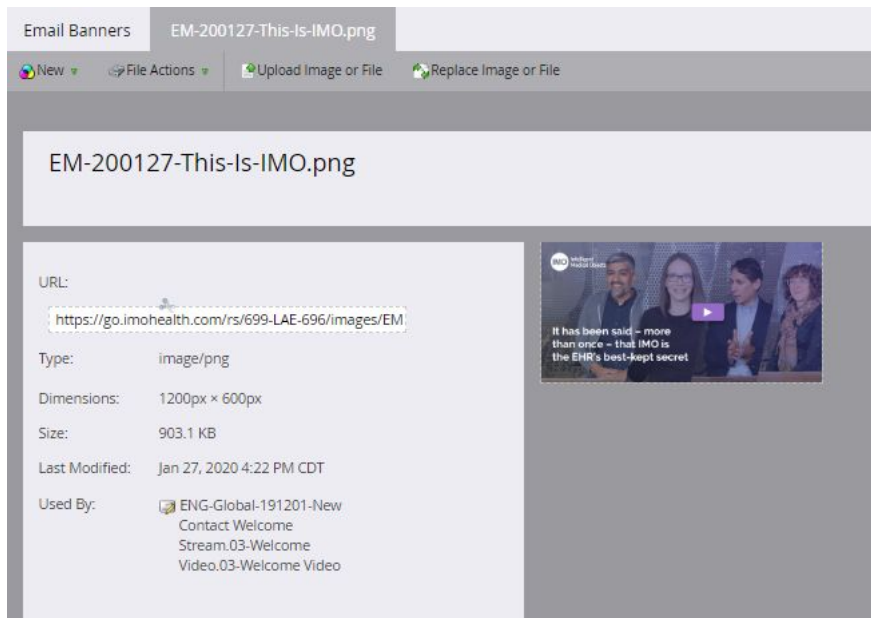 Email Banners
EM-200127-This-Is-IMO.png
New
File Actions
Upload Image or File
Replace Image or File
EM-200127-This-Is-IMO.png
URL:
https://go.imohealth.com/rs/699-LAE-696/images/EM
Type: image/png
Dimensions: 1200px × 600px
Size: 903.1 KB
Last Modified: Jan 27, 2020 4:22 PM CDT
Used By: ENG-Global-191201-New
Contact Welcome
Stream.03-Welcome
Video.03-Welcome Video
IMO
It has been said – more
than once – that IMO is
the EHR's best-kept secret